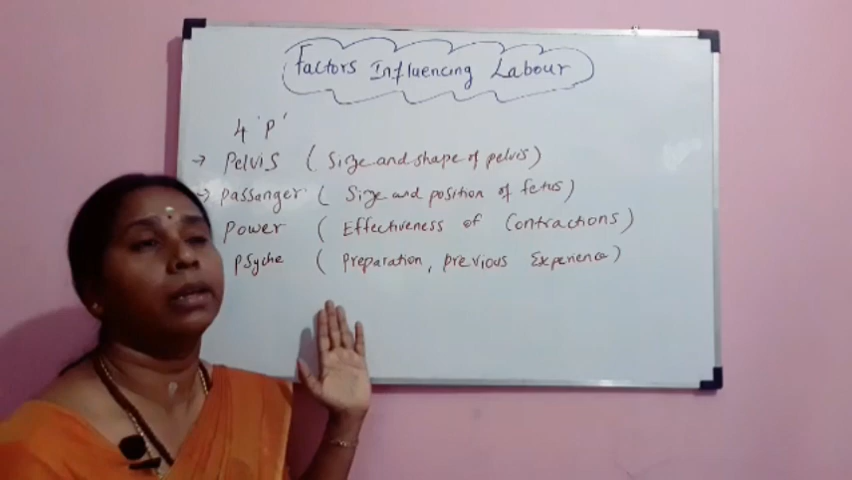 Factors Influencing Labour
4 'P'
→ Pelvis ( Size and shape of pelvis)
→ Passanger ( Size and position of fetus)
Power ( Effectiveness of Contractions)
Psyche ( Preparation, previous Experience)